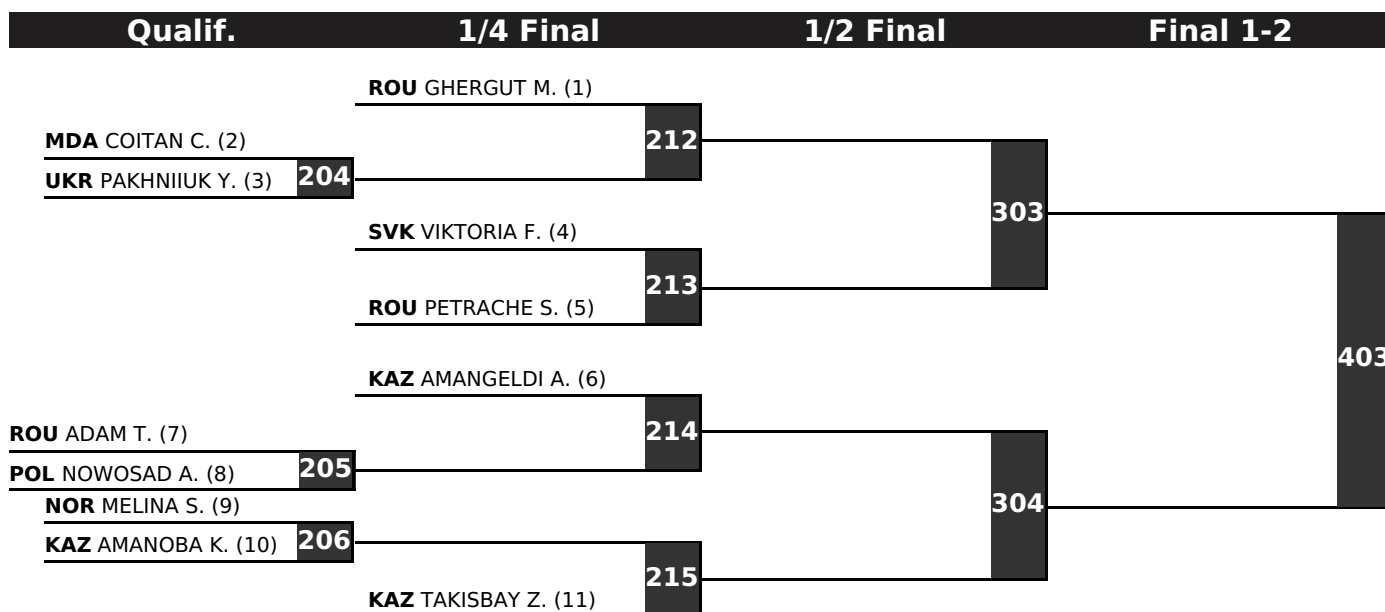 Qualif. 1/4 Final 1/2 Final Final 1-2
ROU GHERGUT M. (1)
212
MDA COITAN C. (2)
204
UKR PAKHNIIUK Y. (3)
303
SVK VIKTORIA F. (4)
213
ROU PETRACHE S. (5)
403
KAZ AMANGELDI A. (6)
214
ROU ADAM T. (7)
205
POL NOWOSAD A. (8)
304
NOR MELINA S. (9)
206
KAZ AMANOBA K. (10)
215
KAZ TAKISBAY Z. (11)